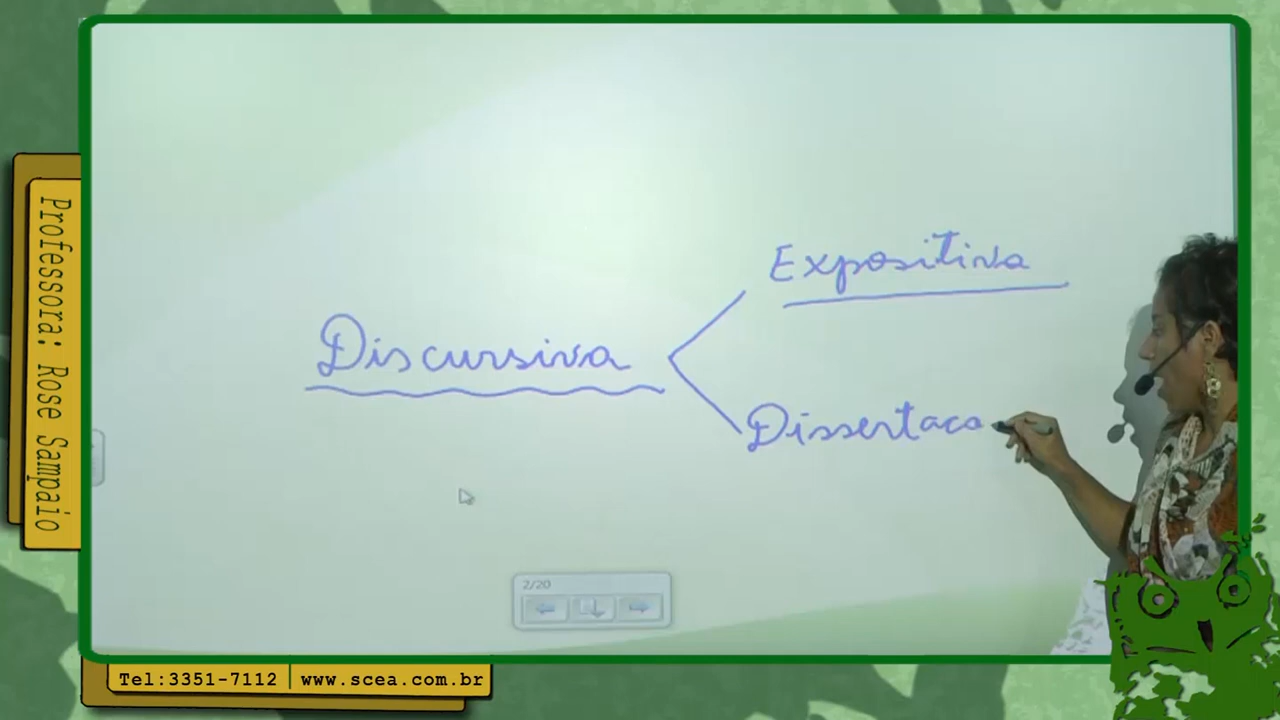 Professora: Rose Sampaio
Expositiva
Discursiva
Dissertaca
2/20
Tel:3351-7112
www.scea.com.br